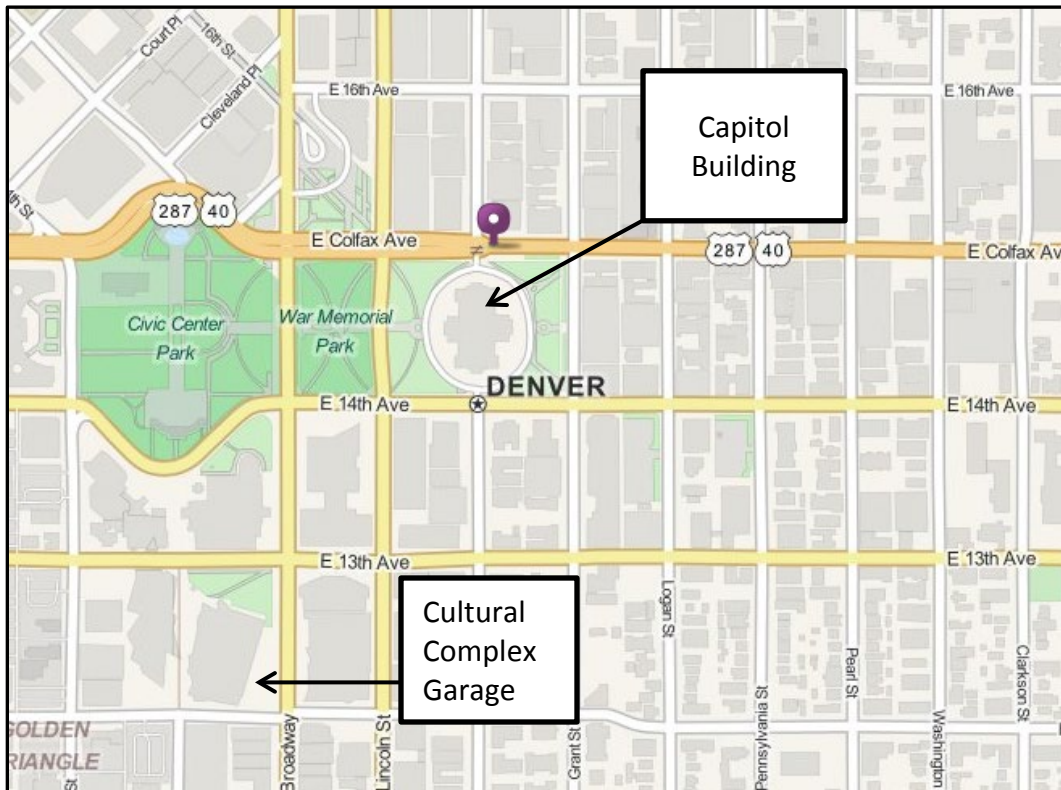 Court Pl
16th St
Cleveland Pl
E 16th Ave
E 16th Ave
Capitol
Building
287 40
E Colfax Ave
287 40
E Colfax Av
Civic Center
Park
War Memorial
Park
DENVER
E 14th Ave
E 14th Ave
E 13th Ave
E 13th Ave
Cultural
Complex
Garage
GOLDEN
RIANGLE
St
Broadway
Lincoln St
Grant St
Logan St
Pennsylvania St
Pearl St
Washington
Clarkson St